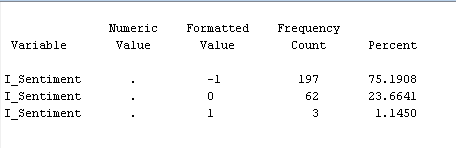 Numeric Formatted Frequency
Variable Value Value Count Percent
I_Sentiment . -1 197 75.1908
I_Sentiment . 0 62 23.6641
I_Sentiment . 1 3 1.1450